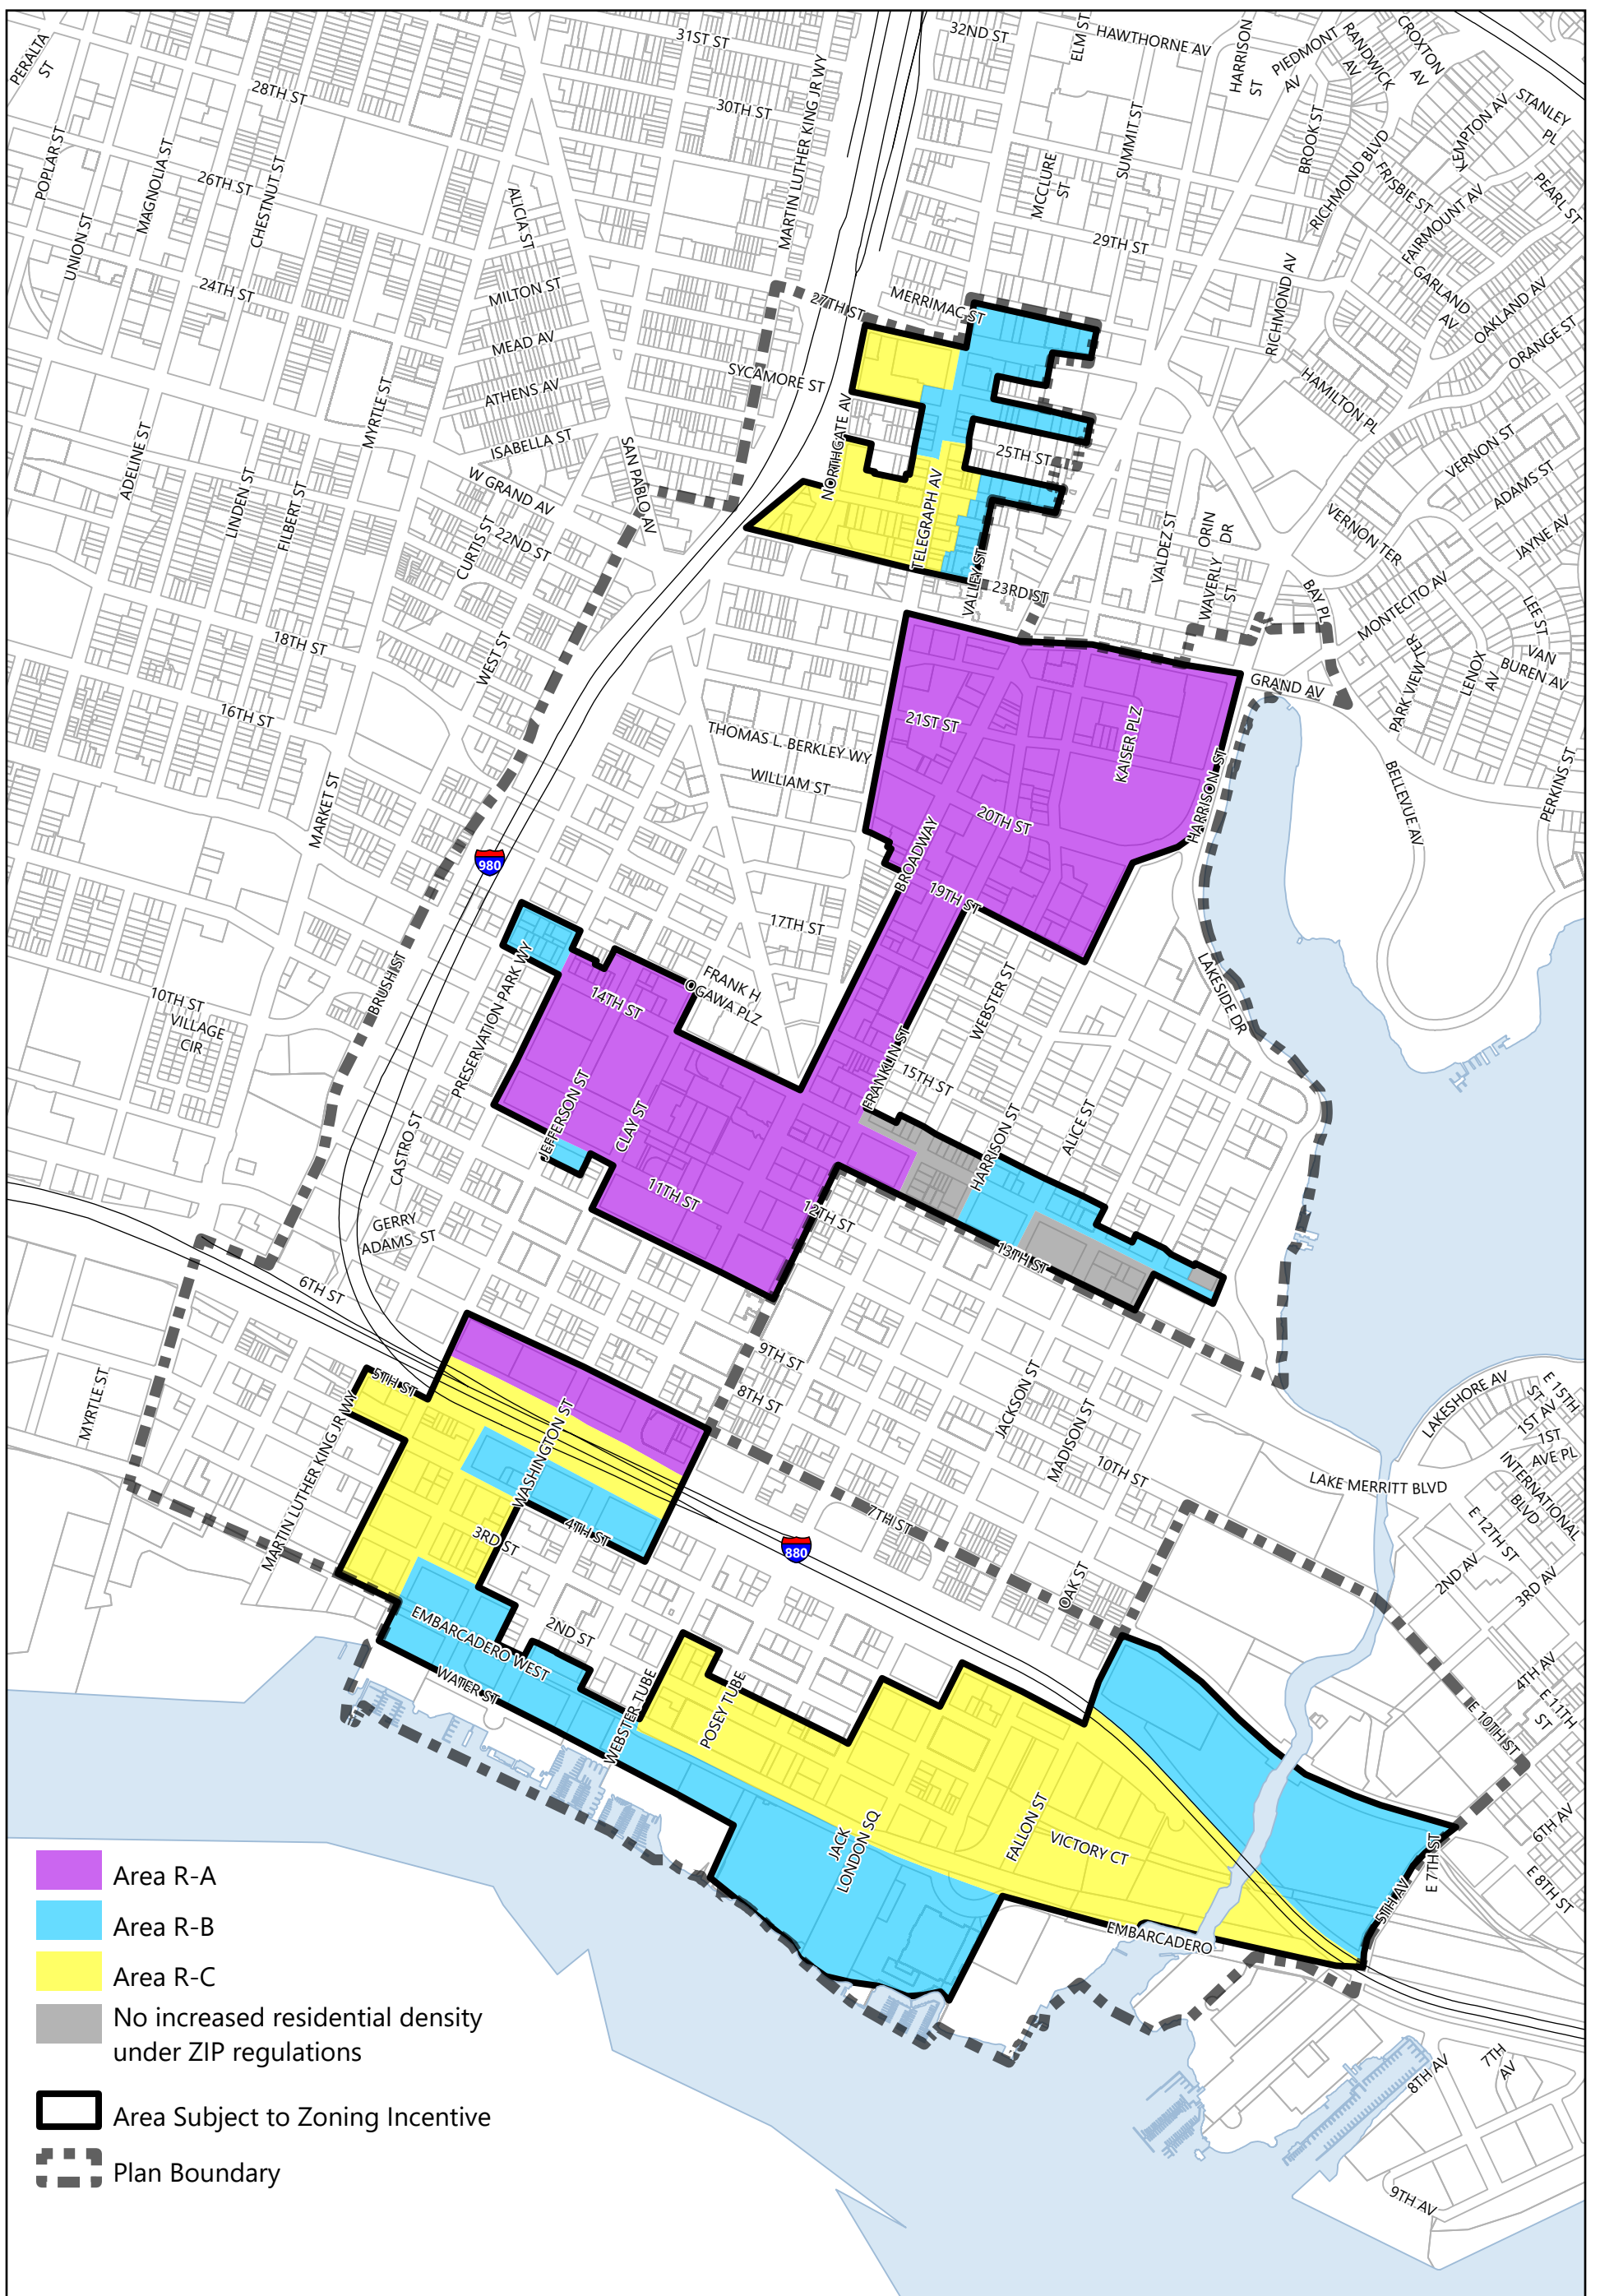 PERALTA
ST
31ST ST
32ND ST
ELM ST
HAWTHORNE AV
HARRISON
ST
PIEDMONT
AV
RANDWICK
AV
CROXTON
AV
28TH ST
30TH ST
MARTIN LUTHER KING JR WY
SUMMIT ST
BROOK ST
KEMPTON AV
STANLEY
PL
POPLAR ST
MAGNOLIA ST
26TH ST
CHESTNUT ST
ALICIA ST
MCCLURE
ST
RICHMOND BLVD
FRISBIE ST
FAIRMOUNT AV
PEARL ST
UNION ST
29TH ST
24TH ST
MILTON ST
27TH ST
MERRIMAC ST
RICHMOND AV
GARLAND
AV
OAKLAND AV
ORANGE ST
MEAD AV
SYCAMORE ST
ATHENS AV
HAMILTON PL
MYRTLE ST
ADELINE ST
ISABELLA ST
SAN PABLO AV
NORTHGATE AV
25TH ST
VERNON ST
ADAMS ST
LINDEN ST
FILBERT ST
W GRAND AV
TELEGRAPH AV
VALDEZ ST
ORIN
DR
VERNON TER
JAYNE AV
CURTIS ST
22ND ST
VALLEY ST
23RD ST
WAVERLY
ST
BAY PL
MONTECITO AV
LEE ST
18TH ST
WEST ST
VAN
BUREN AV
PARK VIEW TER
LENOX
AV
GRAND AV
16TH ST
21ST ST
THOMAS L. BERKLEY WY
KAISER PLZ
WILLIAM ST
MARKET ST
20TH ST
HARRISON ST
BELLEVUE AV
PERKINS ST
980
BROADWAY
19TH ST
17TH ST
BRUSH ST
PRESERVATION PARK WY
FRANK H
OGAWA PLZ
14TH ST
WEBSTER ST
LAKESIDE DR
10TH ST
VILLAGE
CIR
FRANKLIN ST
15TH ST
JEFFERSON ST
CLAY ST
CASTRO ST
HARRISON ST
ALICE ST
11TH ST
12TH ST
13TH ST
GERRY
ADAMS ST
6TH ST
9TH ST
8TH ST
5TH ST
MYRTLE ST
MARTIN LUTHER KING JR WY
WASHINGTON ST
JACKSON ST
MADISON ST
10TH ST
LAKESHORE AV
E 15TH
ST
1ST AV
1ST
AVE PL
INTERNATIONAL
BLVD
LAKE MERRITT BLVD
3RD ST
4TH ST
7TH ST
880
E 12TH ST
2ND AV
3RD AV
OAK ST
EMBARCADERO WEST
2ND ST
WATER ST
WEBSTER TUBE
POSEY TUBE
4TH AV
E 11TH
ST
E 10TH ST
JACK
LONDON SQ
FALLON ST
VICTORY CT
6TH AV
E 7TH ST
E 8TH ST
5TH AV
EMBARCADERO
7TH
AV
8TH AV
9TH AV
Area R-A
Area R-B
Area R-C
No increased residential density
under ZIP regulations
Area Subject to Zoning Incentive
Plan Boundary